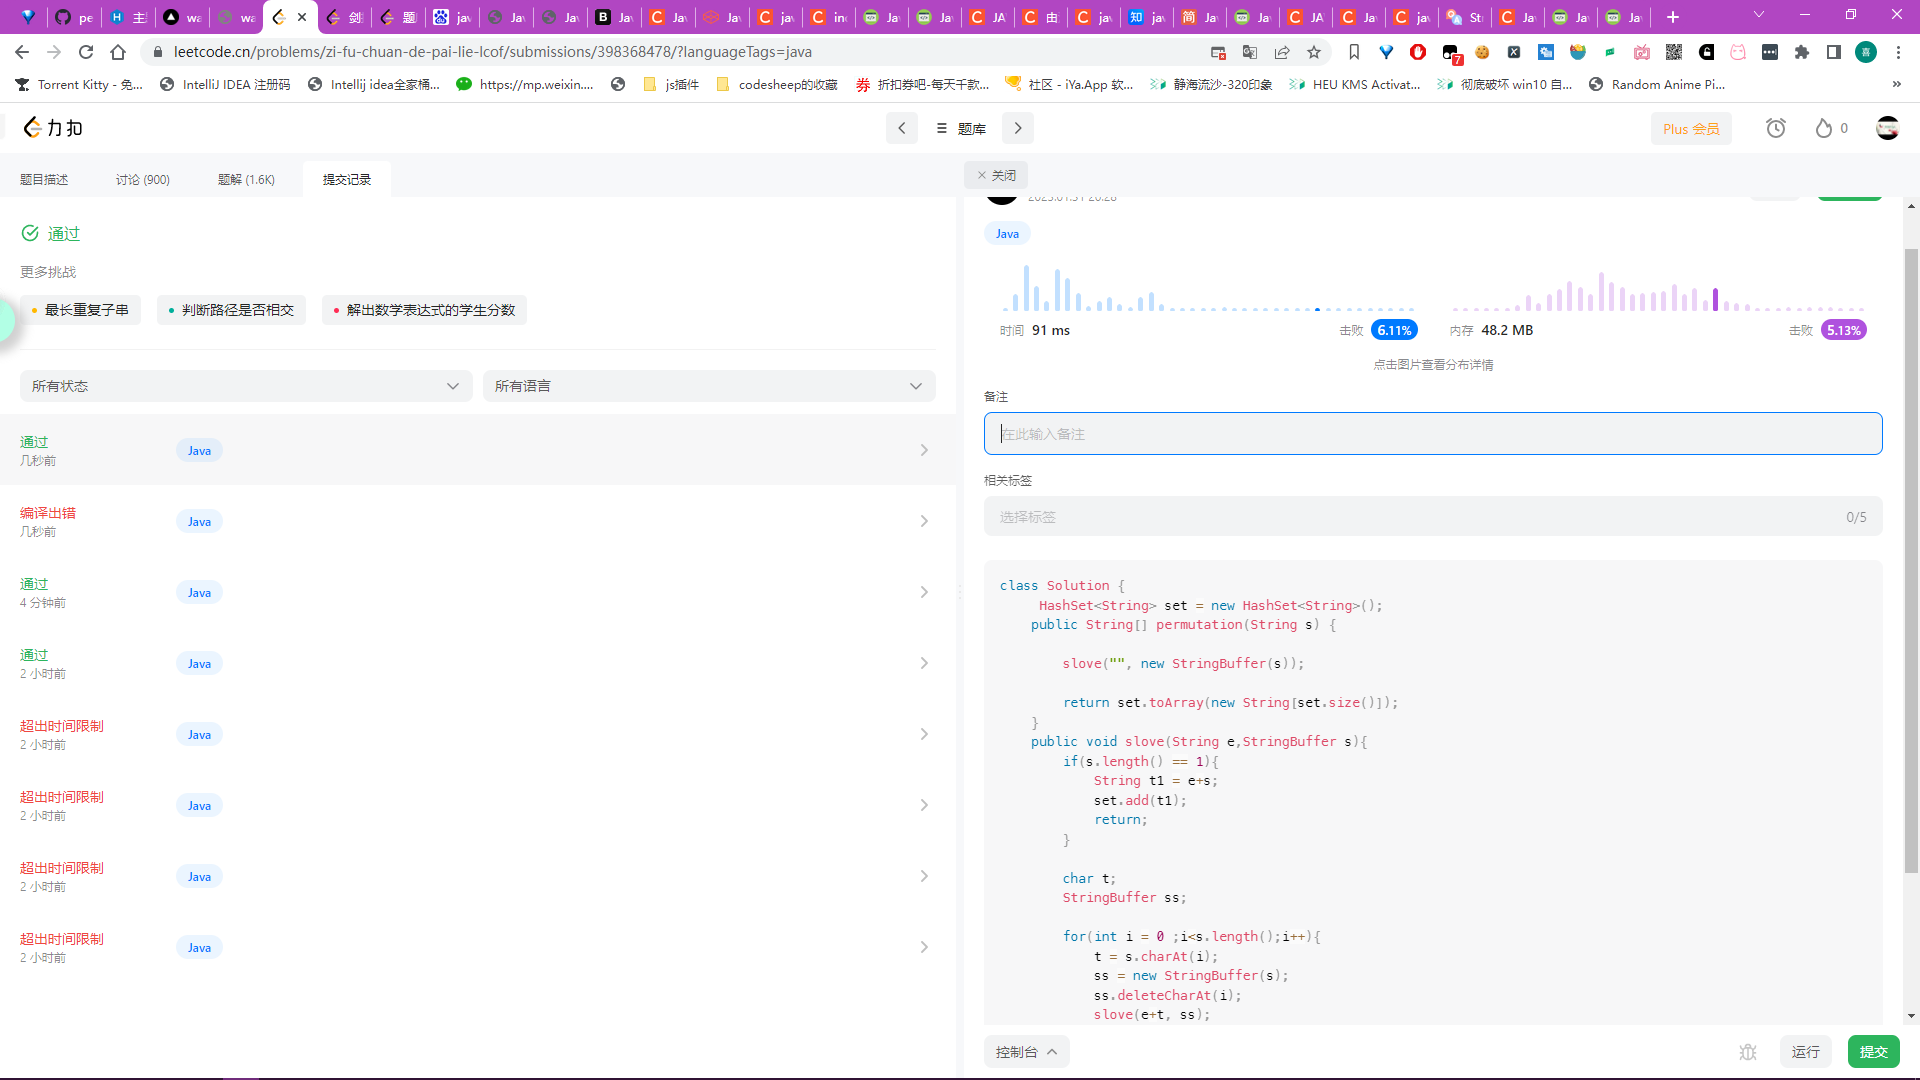 pe
主
wa
wa
剑
题
jav
Jav
Jav
Jav
Jav
Jav
jav
inc
Jav
Jav
JA
由
jav
jav
Jav
Jav
JA
Jav
jav
Str
Jav
Jav
Jav
leetcode.cn/problems/zi-fu-chuan-de-pai-lie-lcof/submissions/398368478/?languageTags=java
7
喜
Torrent Kitty - 免...
IntelliJ IDEA 注册码
Intellij idea全家桶...
https://mp.weixin....
js插件
codesheep的收藏
券 折扣券吧-每天千款...
社区 - iYa.App 软...
静海流沙-320印象
HEU KMS Activat...
彻底破坏 win10 自...
Random Anime Pi...
»
力扣
题库
Plus 会员
0
题目描述
讨论 (900)
题解 (1.6K)
提交记录
关闭
通过
更多挑战
最长重复子串
判断路径是否相交
解出数学表达式的学生分数
所有状态
所有语言
通过
几秒前
Java
编译出错
几秒前
Java
通过
4 分钟前
Java
通过
2 小时前
Java
超出时间限制
2 小时前
Java
超出时间限制
2 小时前
Java
超出时间限制
2 小时前
Java
超出时间限制
2 小时前
Java
Java
时间 91 ms
击败 6.11%
内存 48.2 MB
击败 5.13%
点击图片查看分布详情
备注
在此输入备注
相关标签
选择标签
0/5
class Solution {
HashSet<String> set = new HashSet<String>();
public String[] permutation(String s) {
slove("", new StringBuffer(s));
return set.toArray(new String[set.size()]);
}
public void slove(String e,StringBuffer s){
if(s.length() == 1){
String t1 = e+s;
set.add(t1);
return;
}
char t;
StringBuffer ss;
for(int i = 0 ;i<s.length();i++){
t = s.charAt(i);
ss = new StringBuffer(s);
ss.deleteCharAt(i);
slove(e+t, ss);
控制台
运行
提交